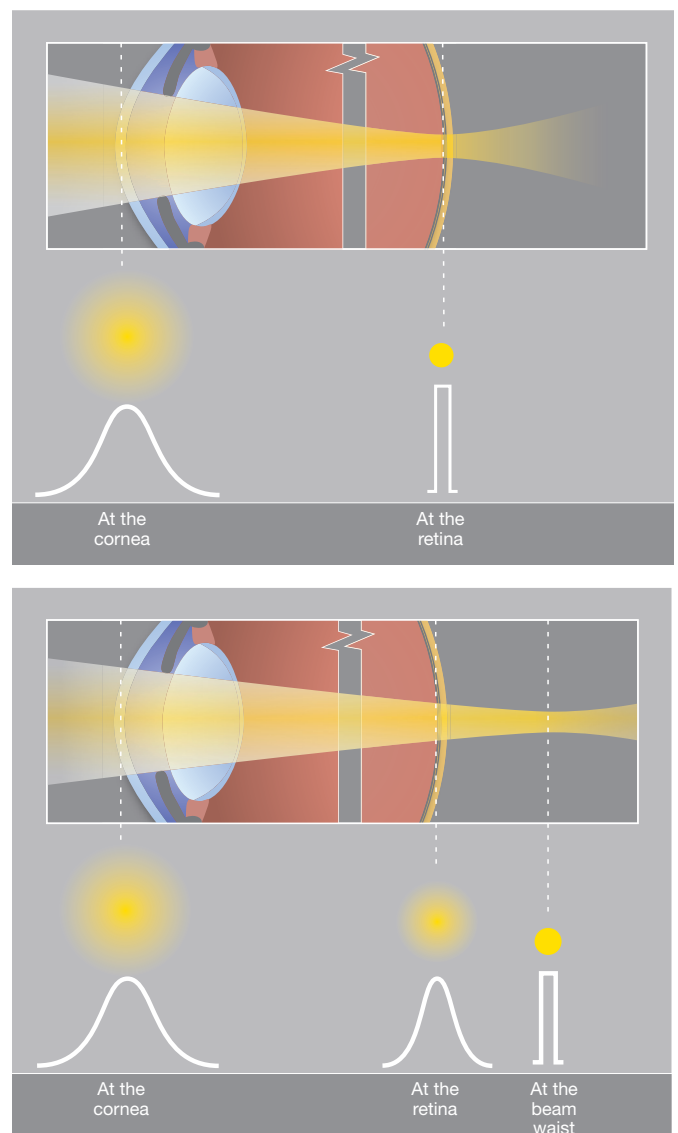 At the At the
cornea retina
At the At the At the
cornea retina beam
waist